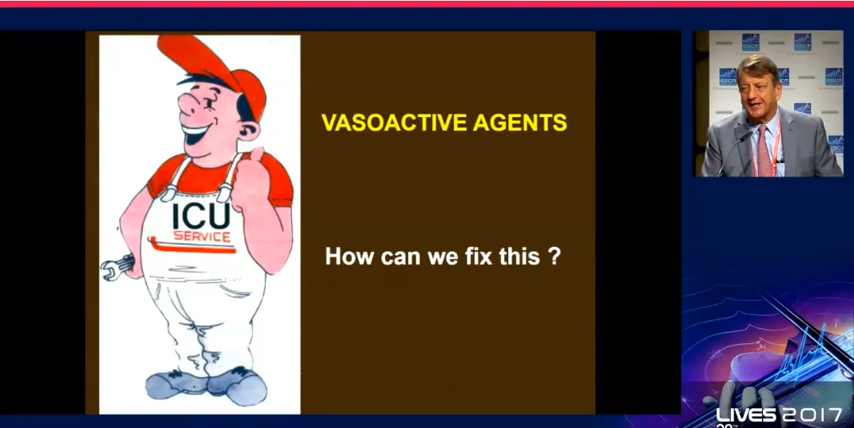 VASOACTIVE AGENTS
ICU
SERVICE
How can we fix this ?
LIVES 2017